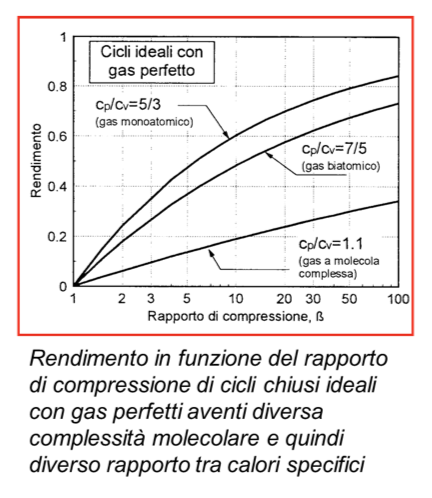 Cicli ideali con
gas perfetto
cp/cv=5/3
(gas monoatomico)
cp/cv=7/5
(gas biatomico)
cp/cv=1.1
(gas a molecola
complessa)
Rendimento
1
0.8
0.6
0.4
0.2
0
1 2 3 5 10 20 30 50 100
Rapporto di compressione, ß
Rendimento in funzione del rapporto
di compressione di cicli chiusi ideali
con gas perfetti aventi diversa
complessità molecolare e quindi
diverso rapporto tra calori specifici